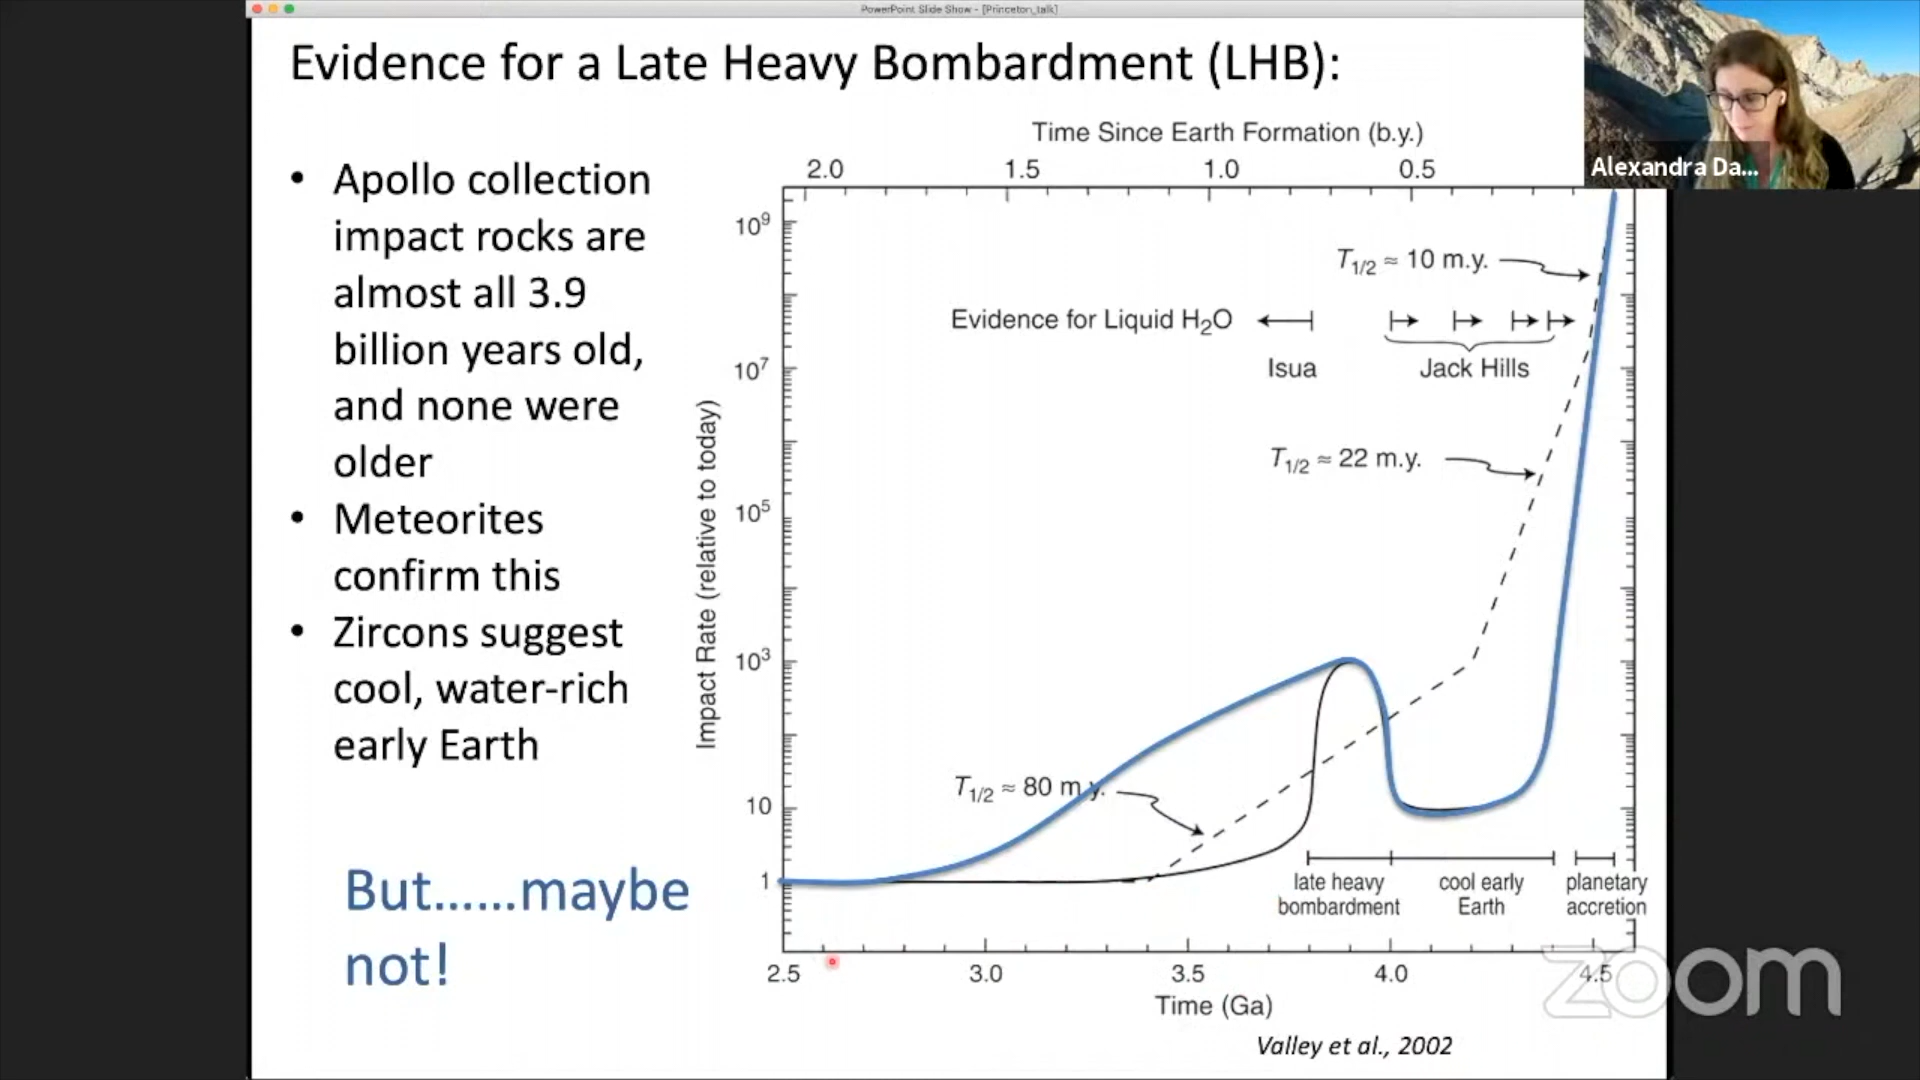 PowerPoint Slide Show - [Princeton_talk]
Evidence for a Late Heavy Bombardment (LHB):
• Apollo collection
impact rocks are
almost all 3.9
billion years old,
and none were
older
• Meteorites
confirm this
• Zircons suggest
cool, water-rich
early Earth
But......maybe
not!
Time Since Earth Formation (b.y.)
2.0 1.5 1.0 0.5
Impact Rate (relative to today)
10⁹
10⁷
10⁵
10³
10
1
T1/2 ≈ 10 m.y.
Evidence for Liquid H₂O
Isua
Jack Hills
T1/2 ≈ 22 m.y.
T1/2 ≈ 80 m.y.
late heavy
bombardment
cool early
Earth
planetary
accretion
2.5 3.0 3.5 4.0 4.5
Time (Ga)
Valley et al., 2002
Alexandra Da...
zoom